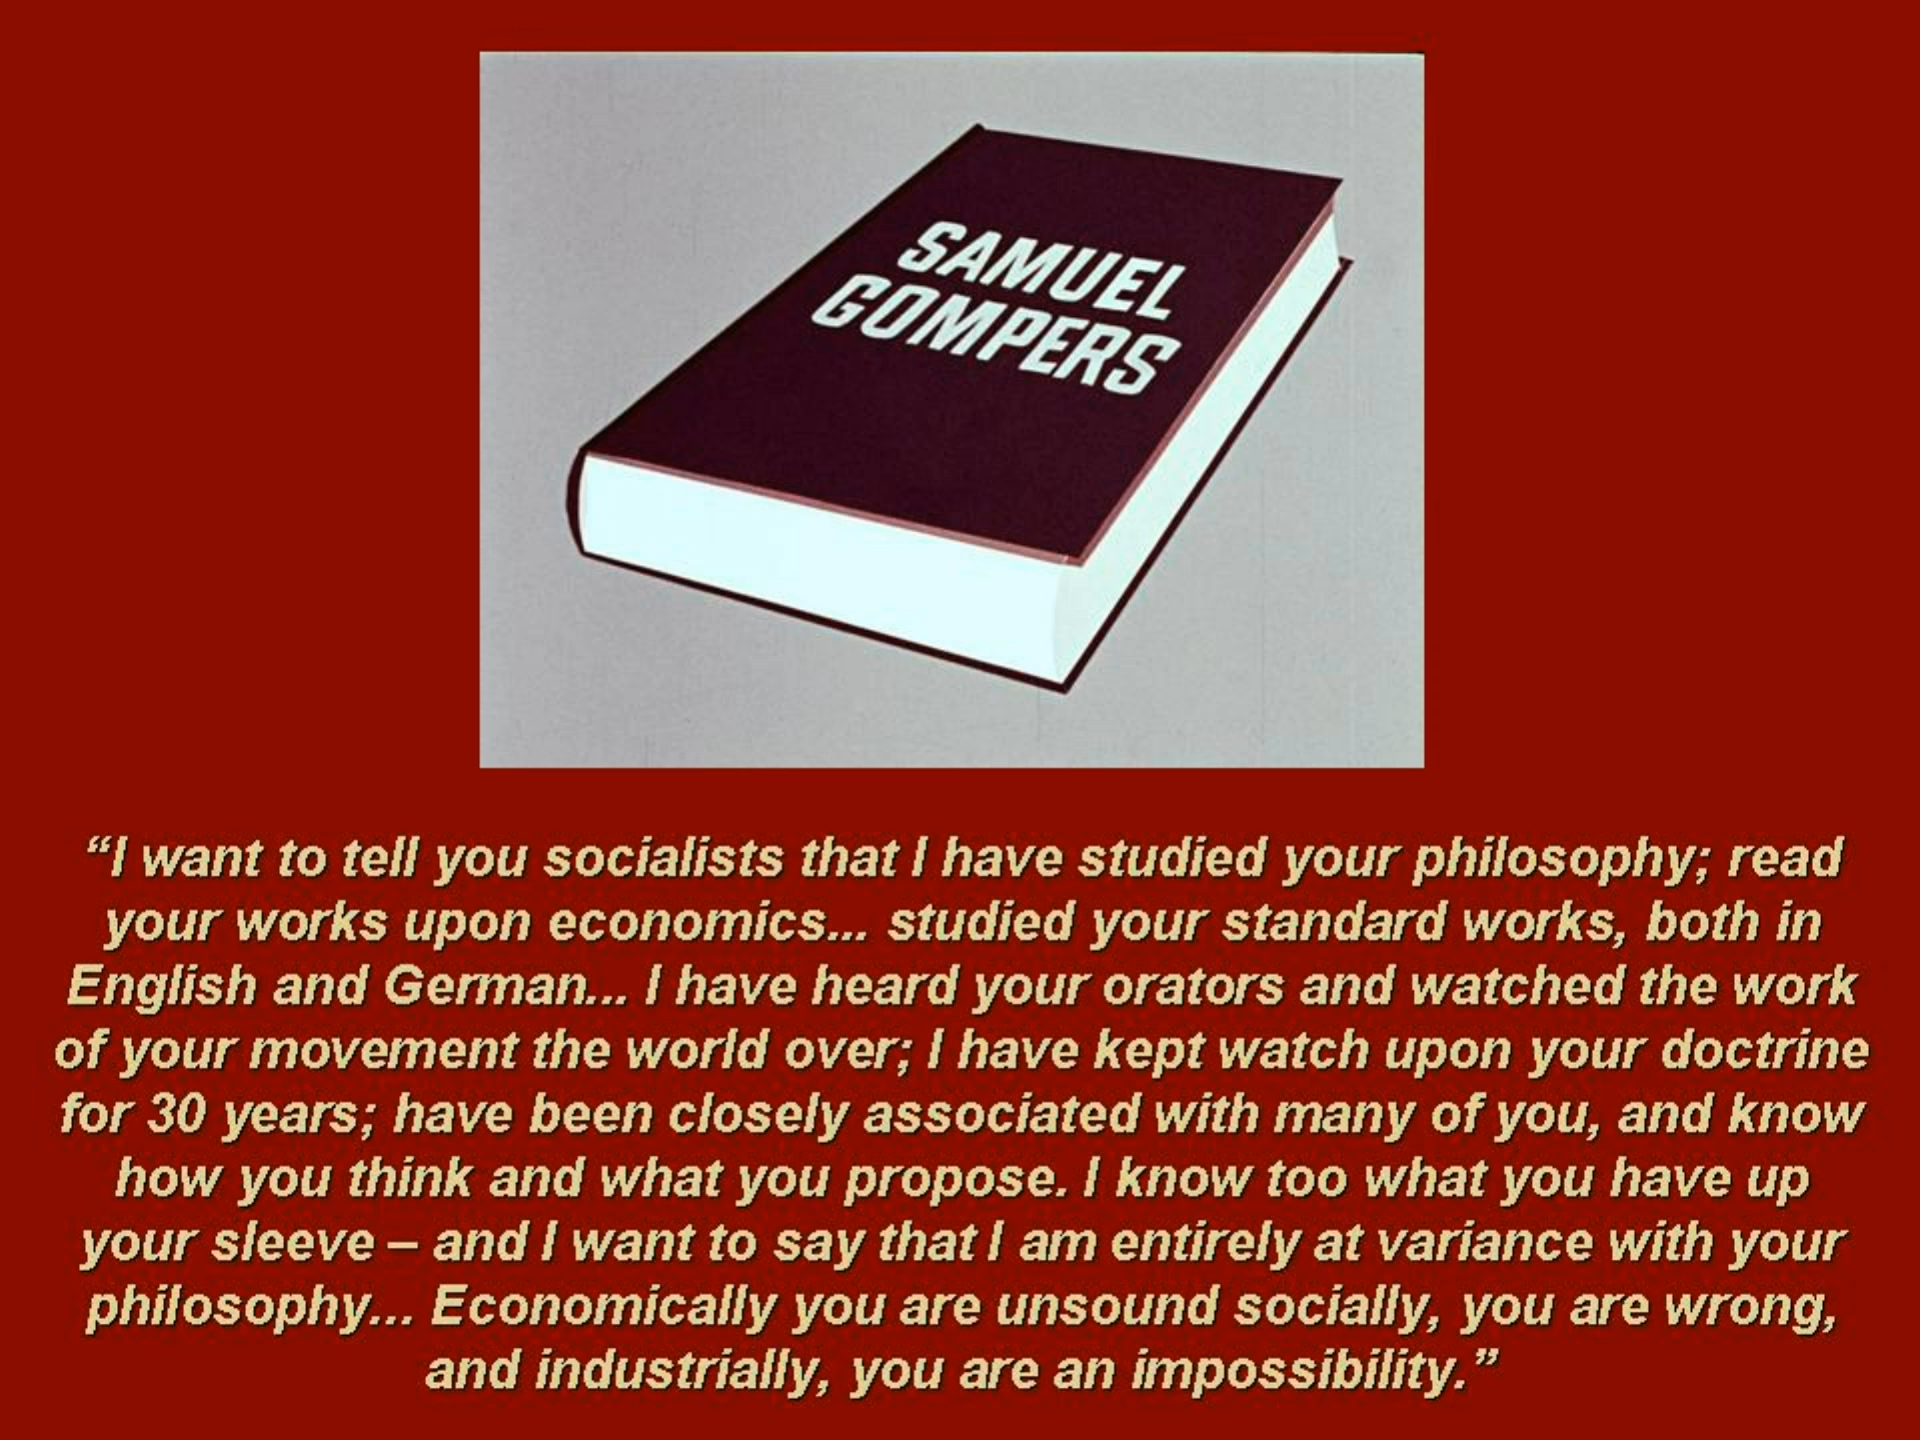 SAMUEL
GOMPERS
“I want to tell you socialists that I have studied your philosophy; read
your works upon economics... studied your standard works, both in
English and German... I have heard your orators and watched the work
of your movement the world over; I have kept watch upon your doctrine
for 30 years; have been closely associated with many of you, and know
how you think and what you propose. I know too what you have up
your sleeve – and I want to say that I am entirely at variance with your
philosophy... Economically you are unsound socially, you are wrong,
and industrially, you are an impossibility.”